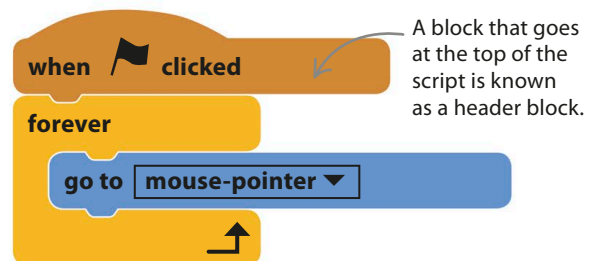 when clicked
forever
go to mouse-pointer
A block that goes
at the top of the
script is known
as a header block.